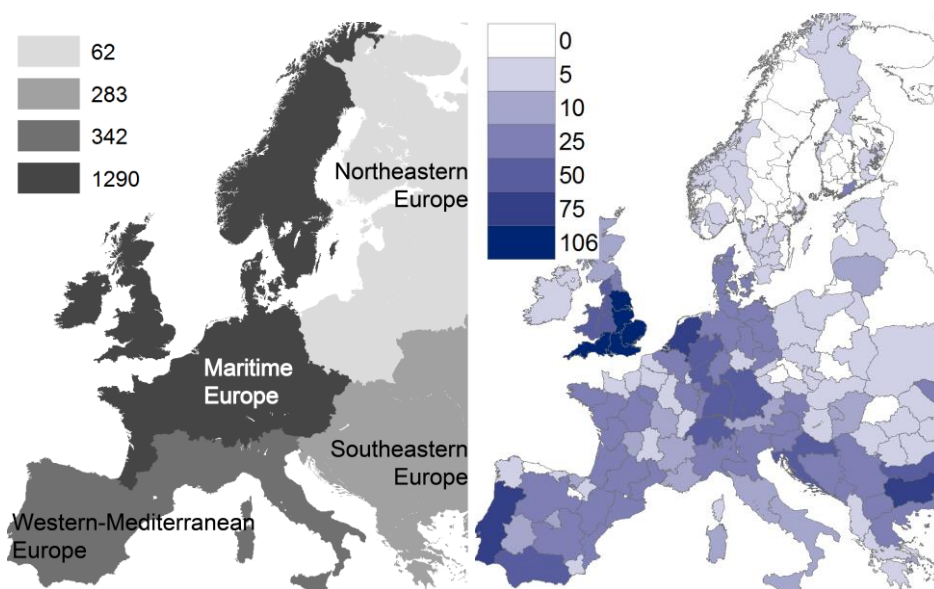 62
283
342
1290
Northeastern
Europe
Maritime
Europe
Southeastern
Europe
Western-Mediterranean
Europe
0
5
10
25
50
75
106